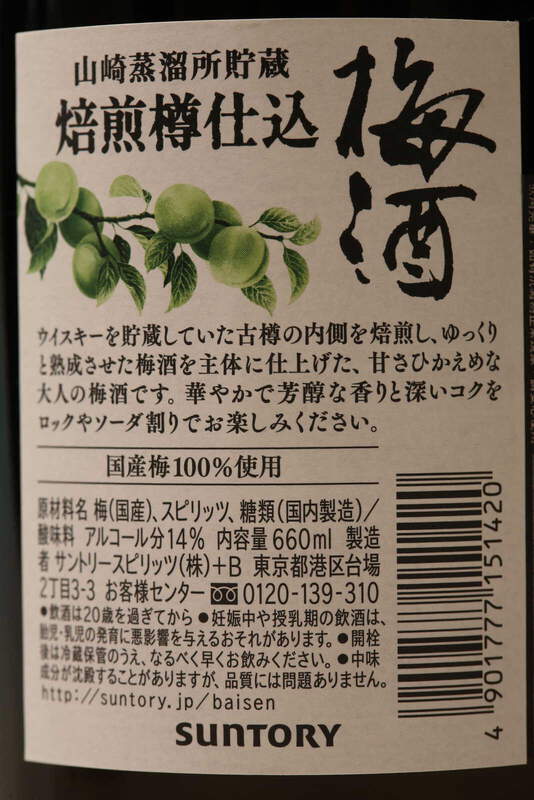 梅酒
山崎蒸溜所貯蔵
焙煎樽仕込
ウイスキーを貯蔵していた古樽の内側を焙煎し、ゆっくり
と熟成させた梅酒を主体に仕上げた、甘さひかえめな
大人の梅酒です。華やかで芳醇な香りと深いコクを
ロックやソーダ割りでお楽しみください。
国産梅100%使用
原材料名 梅(国産)、スピリッツ、糖類(国内製造)/
酸味料 アルコール分14% 内容量660ml 製造
者 サントリースピリッツ(株)+B 東京都港区台場
2丁目3-3 お客様センター 0120-139-310
●飲酒は20歳を過ぎてから ●妊娠中や授乳期の飲酒は、
胎児・乳児の発育に悪影響を与えるおそれがあります。●開栓
後は冷蔵保管のうえ、なるべく早くお飲みください。●中味
成分が沈殿することがありますが、品質には問題ありません。
http://suntory.jp/baisen
SUNTORY
4 901777 151420